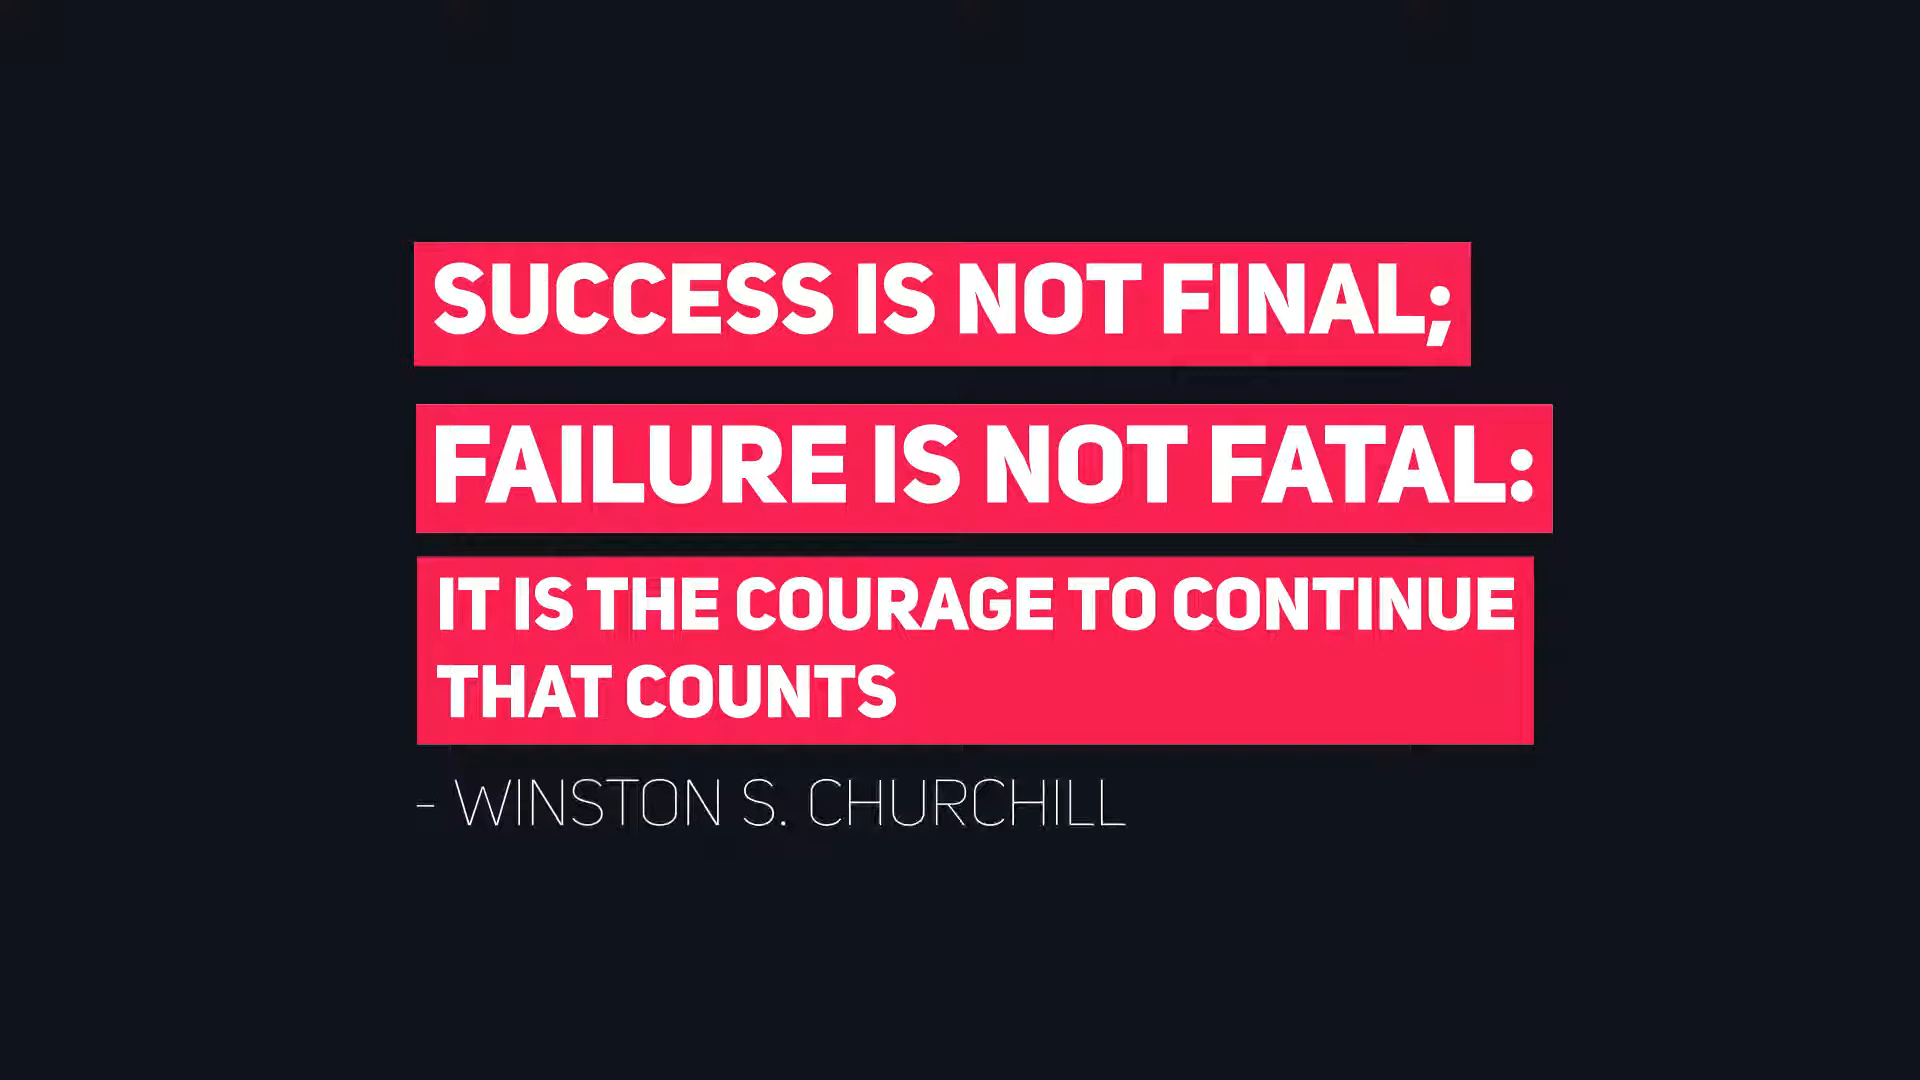 SUCCESS IS NOT FINAL;
FAILURE IS NOT FATAL:
IT IS THE COURAGE TO CONTINUE
THAT COUNTS
- WINSTON S. CHURCHILL